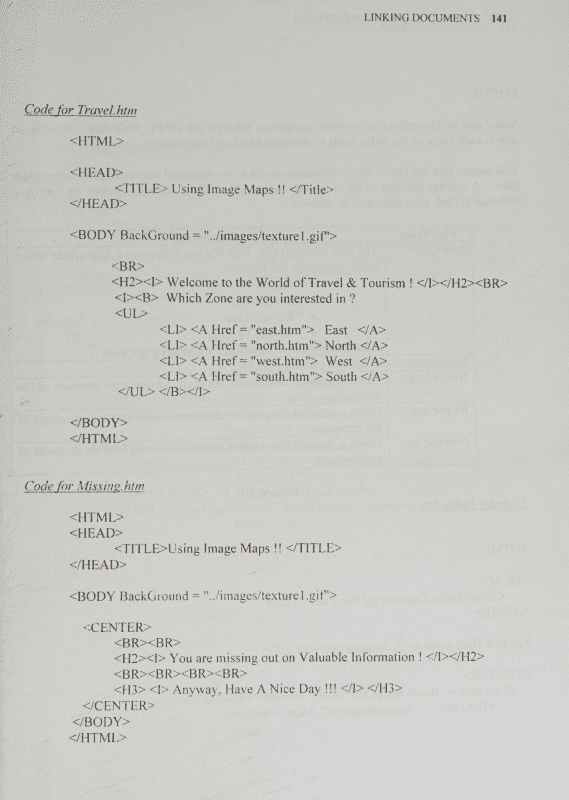 LINKING DOCUMENTS 141
Code for Travel.htm
<HTML>
<HEAD>
<TITLE> Using Image Maps !! </Title>
</HEAD>
<BODY BackGround = "../images/texture1.gif">
<BR>
<H2><I> Welcome to the World of Travel & Tourism ! </I></H2><BR>
<I><B> Which Zone are you interested in ?
<UL>
<LI> <A Href = "east.htm"> East </A>
<LI> <A Href = "north.htm"> North </A>
<LI> <A Href = "west.htm"> West </A>
<LI> <A Href = "south.htm"> South </A>
</UL> </B></I>
</BODY>
</HTML>
Code for Missing.htm
<HTML>
<HEAD>
<TITLE>Using Image Maps !! </TITLE>
</HEAD>
<BODY BackGround = "../images/texture1.gif">
<CENTER>
<BR><BR>
<H2><I> You are missing out on Valuable Information ! </I></H2>
<BR><BR><BR><BR>
<H3> <I> Anyway, Have A Nice Day !!! </I> </H3>
</CENTER>
</BODY>
</HTML>